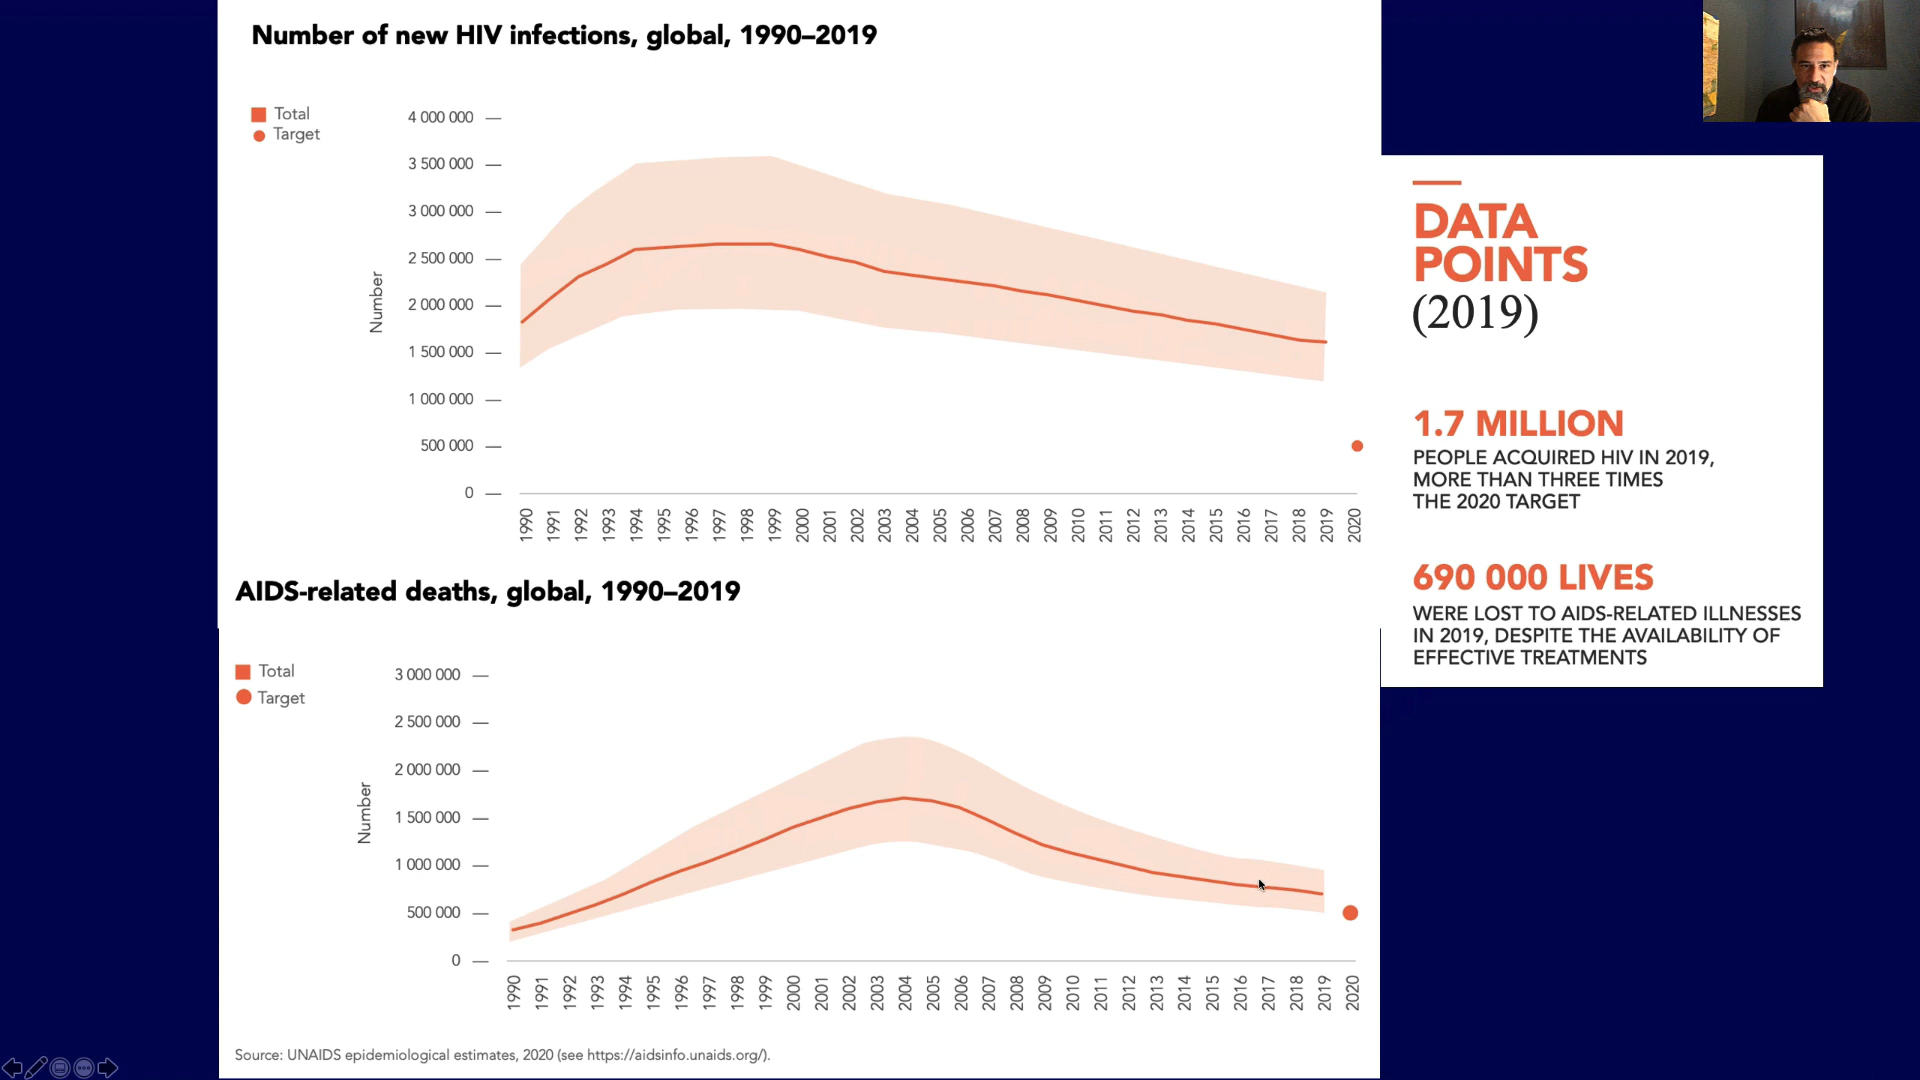 Number of new HIV infections, global, 1990–2019
Total
Target
4 000 000
3 500 000
3 000 000
2 500 000
2 000 000
1 500 000
1 000 000
500 000
0
Number
1990 1991 1992 1993 1994 1995 1996 1997 1998 1999 2000 2001 2002 2003 2004 2005 2006 2007 2008 2009 2010 2011 2012 2013 2014 2015 2016 2017 2018 2019 2020
AIDS-related deaths, global, 1990–2019
Total
Target
3 000 000
2 500 000
2 000 000
1 500 000
1 000 000
500 000
0
Number
1990 1991 1992 1993 1994 1995 1996 1997 1998 1999 2000 2001 2002 2003 2004 2005 2006 2007 2008 2009 2010 2011 2012 2013 2014 2015 2016 2017 2018 2019 2020
Source: UNAIDS epidemiological estimates, 2020 (see https://aidsinfo.unaids.org/).
DATA
POINTS
(2019)
1.7 MILLION
PEOPLE ACQUIRED HIV IN 2019,
MORE THAN THREE TIMES
THE 2020 TARGET
690 000 LIVES
WERE LOST TO AIDS-RELATED ILLNESSES
IN 2019, DESPITE THE AVAILABILITY OF
EFFECTIVE TREATMENTS